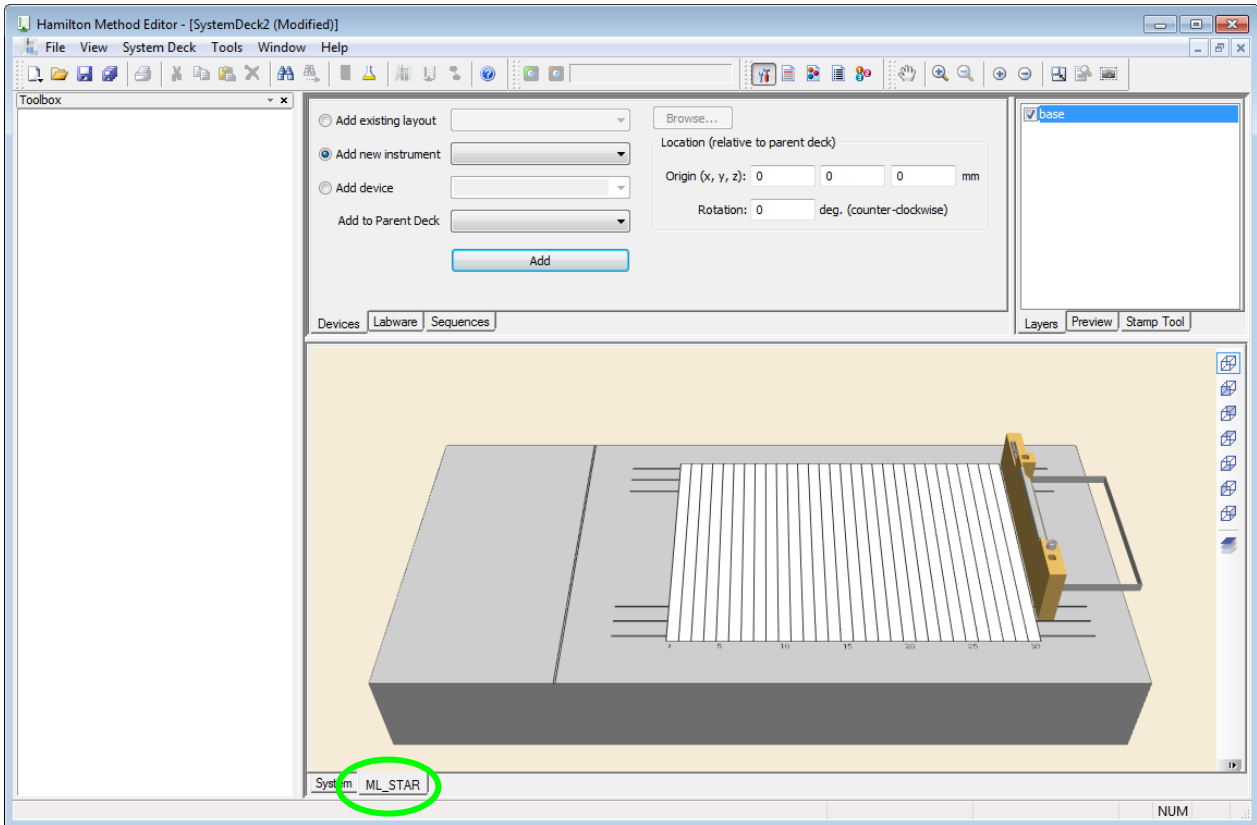 Hamilton Method Editor - [SystemDeck2 (Modified)]
File View System Deck Tools Window Help
Toolbox
Add existing layout
Browse...
Add new instrument
Location (relative to parent deck)
Origin (x, y, z): 0 0 0 mm
Add device
Rotation: 0 deg. (counter-clockwise)
Add to Parent Deck
Add
Devices Labware Sequences
base
Layers Preview Stamp Tool
5 10 15 20 25 30
System ML_STAR
NUM